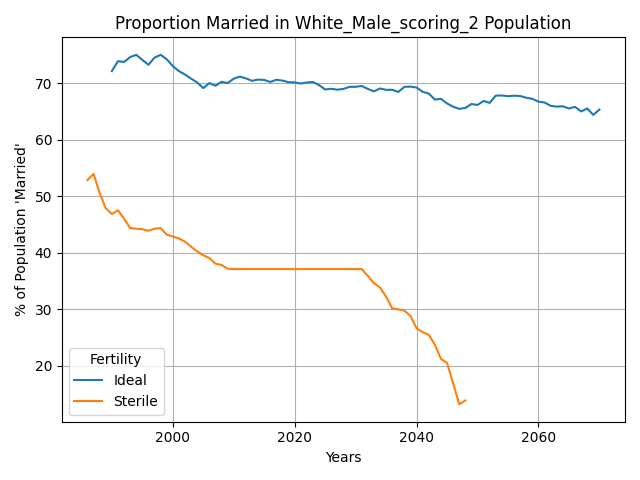 Proportion Married in White_Male_scoring_2 Population
% of Population 'Married'
70
60
50
40
30
20
Fertility
Ideal
Sterile
2000 2020 2040 2060
Years